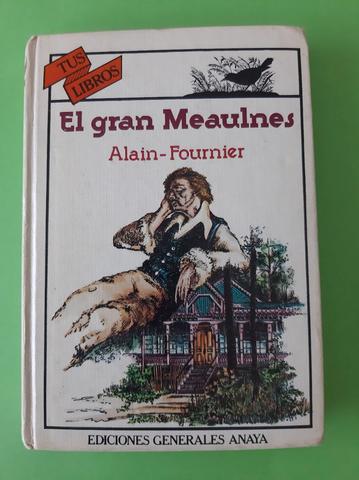 TUS
LIBROS
El gran Meaulnes
Alain-Fournier
EDICIONES GENERALES ANAYA